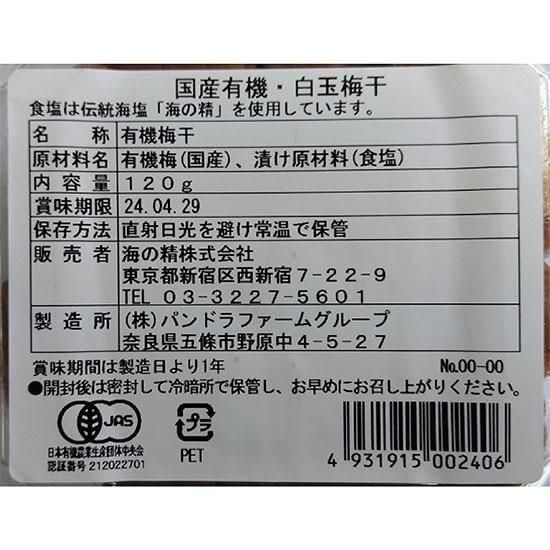 国産有機・白玉梅干
食塩は伝統海塩「海の精」を使用しています。
名　　称 有機梅干
原材料名 有機梅(国産)、漬け原材料(食塩)
内 容 量 120g
賞味期限 24.04.29
保存方法 直射日光を避け常温で保管
販 売 者 海の精株式会社
東京都新宿区西新宿7-22-9
TEL 03-3227-5601
製 造 所 (株)パンドラファームグループ
奈良県五條市野原中4-5-27
賞味期間は製造日より1年 No.00-00
●開封後は密封して冷暗所で保管し、お早めにお召し上がりください。
JAS
日本有機農業生産団体中央会
認証番号 212022701
プラ
PET
4 931915 002406